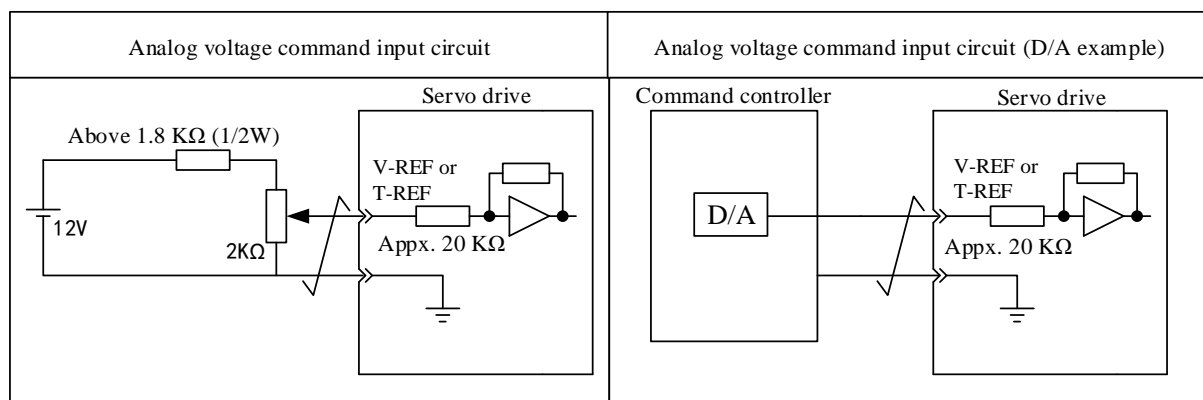 Analog voltage command input circuit
Analog voltage command input circuit (D/A example)
Servo drive
Above 1.8 KΩ (1/2W)
V-REF or
T-REF
12V
2KΩ
Appx. 20 KΩ
Command controller
Servo drive
V-REF or
T-REF
D/A
Appx. 20 KΩ